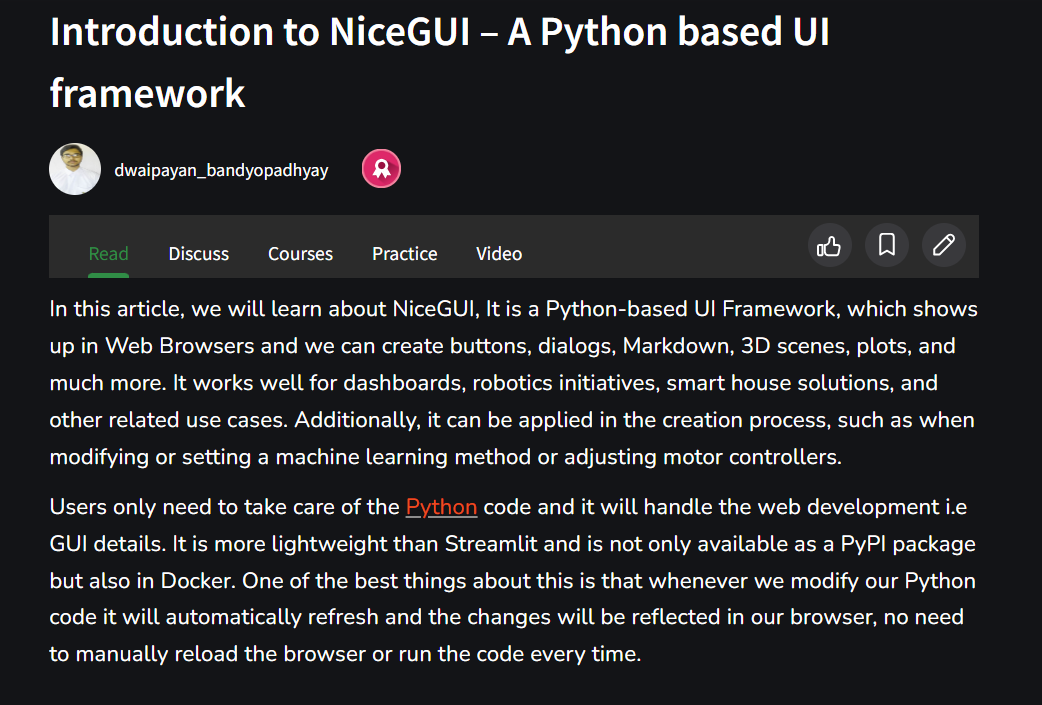 Introduction to NiceGUI – A Python based UI
framework
dwaipayan_bandyopadhyay
Read Discuss Courses Practice Video
In this article, we will learn about NiceGUI, It is a Python-based UI Framework, which shows
up in Web Browsers and we can create buttons, dialogs, Markdown, 3D scenes, plots, and
much more. It works well for dashboards, robotics initiatives, smart house solutions, and
other related use cases. Additionally, it can be applied in the creation process, such as when
modifying or setting a machine learning method or adjusting motor controllers.
Users only need to take care of the Python code and it will handle the web development i.e
GUI details. It is more lightweight than Streamlit and is not only available as a PyPI package
but also in Docker. One of the best things about this is that whenever we modify our Python
code it will automatically refresh and the changes will be reflected in our browser, no need
to manually reload the browser or run the code every time.